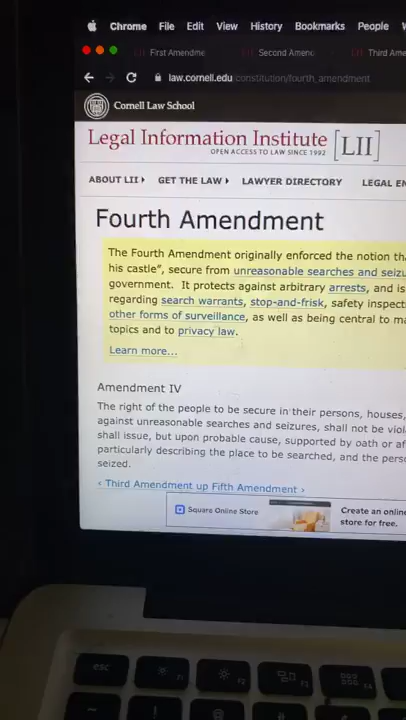 Chrome File Edit View History Bookmarks People
First Amendme Second Amenc Third Ame
law.cornell.edu/constitution/fourth_amendment
Cornell Law School
Legal Information Institute [LII]
OPEN ACCESS TO LAW SINCE 1992
ABOUT LII GET THE LAW LAWYER DIRECTORY LEGAL EN
Fourth Amendment
The Fourth Amendment originally enforced the notion th
his castle", secure from unreasonable searches and seizu
government. It protects against arbitrary arrests, and is
regarding search warrants, stop-and-frisk, safety inspect
other forms of surveillance, as well as being central to ma
topics and to privacy law.
Learn more...
Amendment IV
The right of the people to be secure in their persons, houses,
against unreasonable searches and seizures, shall not be viol
shall issue, but upon probable cause, supported by oath or af
particularly describing the place to be searched, and the pers
seized.
‹ Third Amendment up Fifth Amendment ›
Square Online Store
Create an online
store for free.
esc F1 F2 F3 F4